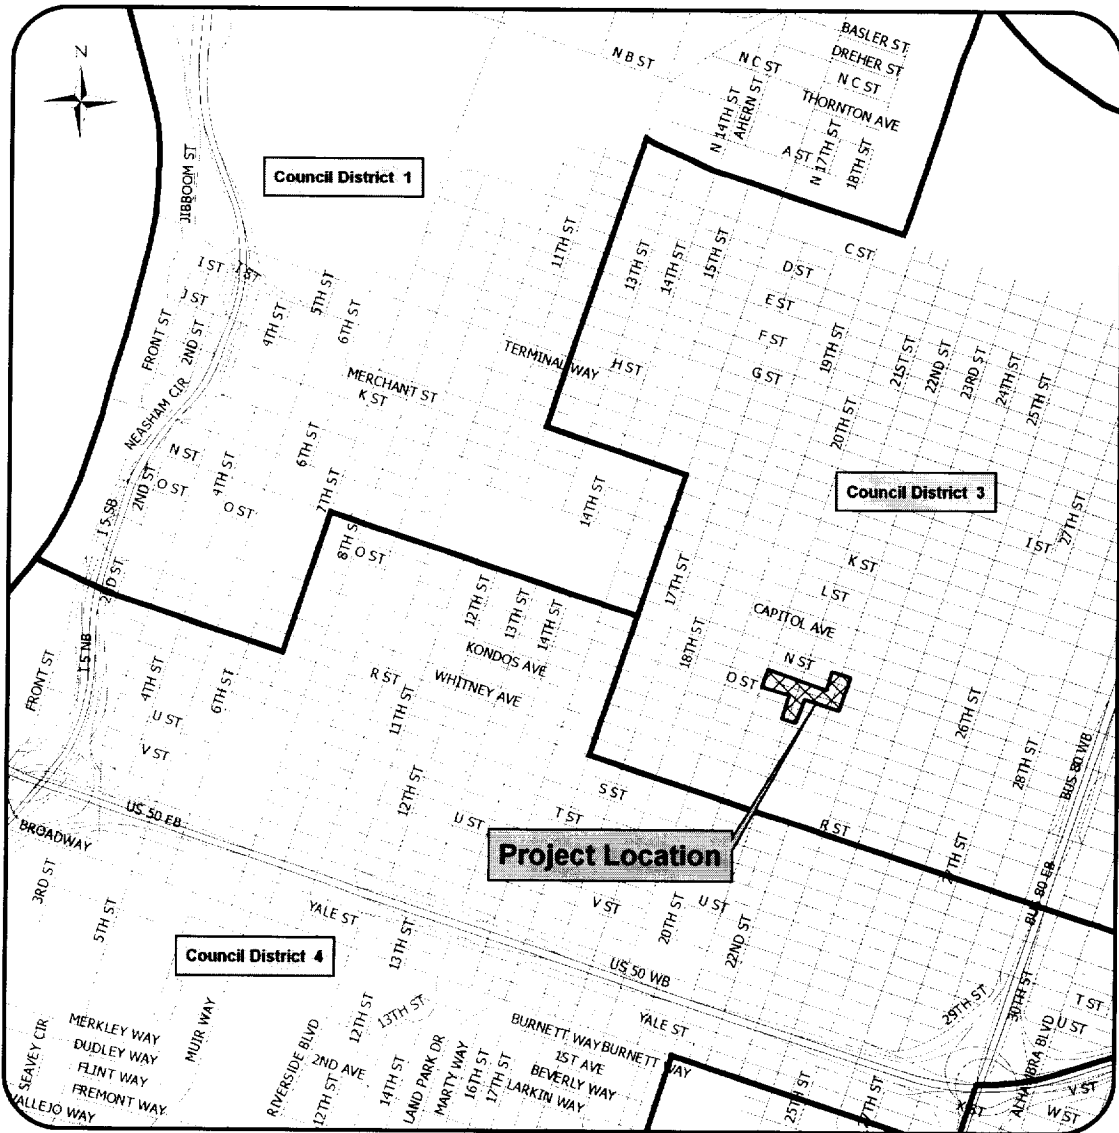 BASLER ST
DREHER ST
N B ST
N C ST
N C ST
THORNTON AVE
N 14TH ST
AHERN ST
A ST
N 17TH ST
18TH ST
Z
JIBBOOM ST
Council District 1
11TH ST
13TH ST
14TH ST
15TH ST
C ST
D ST
E ST
F ST
G ST
H ST
I ST
I ST
J ST
FRONT ST
2ND ST
4TH ST
5TH ST
6TH ST
TERMINAL WAY
19TH ST
20TH ST
21ST ST
22ND ST
23RD ST
24TH ST
25TH ST
MERCHANT ST
K ST
NEASHAM CIR
N ST
O ST
2ND ST
4TH ST
O ST
6TH ST
7TH ST
8TH ST
O ST
14TH ST
Council District 3
27TH ST
I ST
K ST
L ST
CAPITOL AVE
N ST
O ST
17TH ST
18TH ST
I 5 SB
2ND ST
I 5 NB
FRONT ST
4TH ST
6TH ST
U ST
V ST
12TH ST
13TH ST
14TH ST
KONDOS AVE
WHITNEY AVE
R ST
11TH ST
12TH ST
U ST
S ST
T ST
26TH ST
28TH ST
BUS 80 WB
R ST
27TH ST
BUS 80 EB
Project Location
US 50 EB
BROADWAY
3RD ST
5TH ST
YALE ST
13TH ST
V ST
20TH ST
U ST
22ND ST
US 50 WB
YALE ST
Council District 4
29TH ST
30TH ST
T ST
U ST
ALHAMBRA BLVD
V ST
W ST
X ST
SEAVEY CIR
MERKLEY WAY
DUDLEY WAY
FLINT WAY
FREMONT WAY
VALLEJO WAY
MUIR WAY
RIVERSIDE BLVD
12TH ST
13TH ST
2ND AVE
12TH ST
14TH ST
LAND PARK DR
MARTY WAY
16TH ST
17TH ST
BURNETT WAY
BURNETT WAY
1ST AVE
BEVERLY WAY
LARKIN WAY
25TH ST
27TH ST